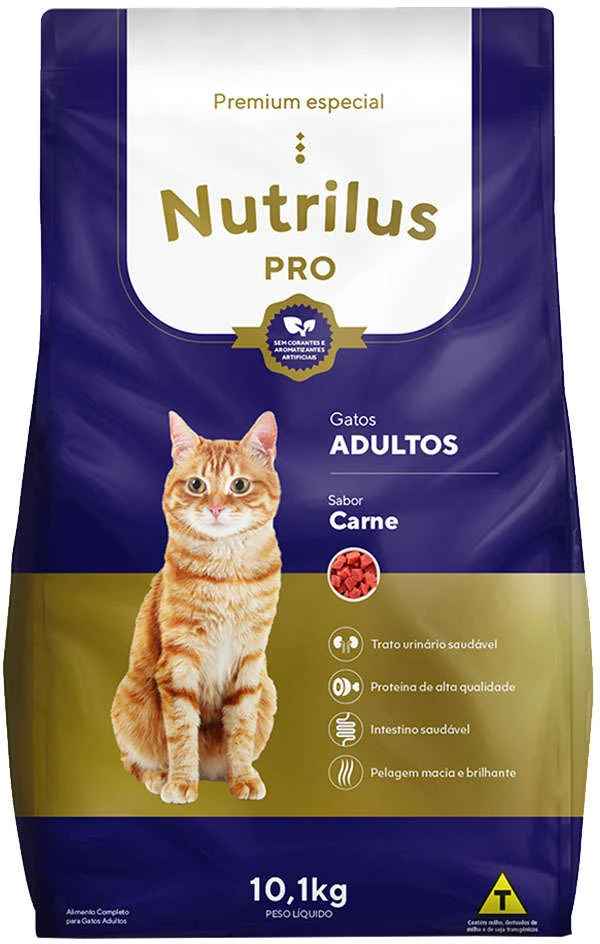 Premium especial
Nutrilus
PRO
SEM CORANTES E
AROMATIZANTES
ARTIFICIAIS
Gatos
ADULTOS
Sabor
Carne
Trato urinário saudável
Proteína de alta qualidade
Intestino saudável
Pelagem macia e brilhante
10,1kg
PESO LÍQUIDO
Alimento Completo
para Gatos Adultos
T
Contém milho, derivados de
milho e de soja transgênicos